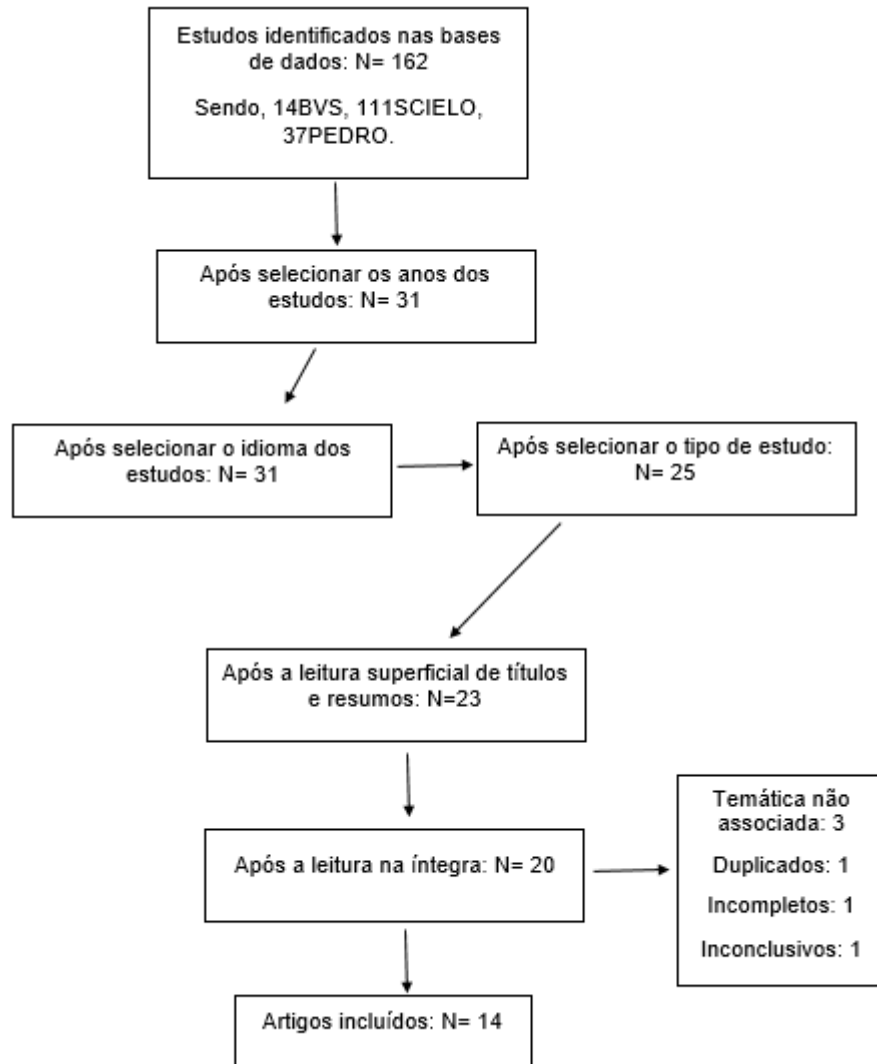 Estudos identificados nas bases
de dados: N= 162
Sendo, 14BVS, 111SCIELO,
37PEDRO.
Após selecionar os anos dos
estudos: N= 31
Após selecionar o idioma dos
estudos: N= 31
Após selecionar o tipo de estudo:
N= 25
Após a leitura superficial de títulos
e resumos: N=23
Após a leitura na íntegra: N= 20
Temática não
associada: 3
Duplicados: 1
Incompletos: 1
Inconclusivos: 1
Artigos incluídos: N= 14